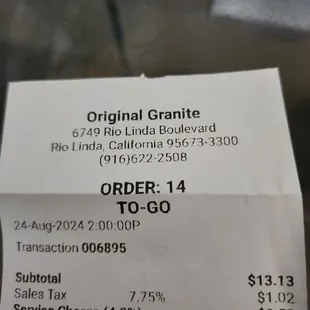 Original Granite
6749 Rio Linda Boulevard
Rio Linda, California 95673-3300
(916)622-2508
ORDER: 14
TO-GO
24-Aug-2024 2:00:00P
Transaction 006895
Subtotal $13.13
Sales Tax 7.75% $1.02